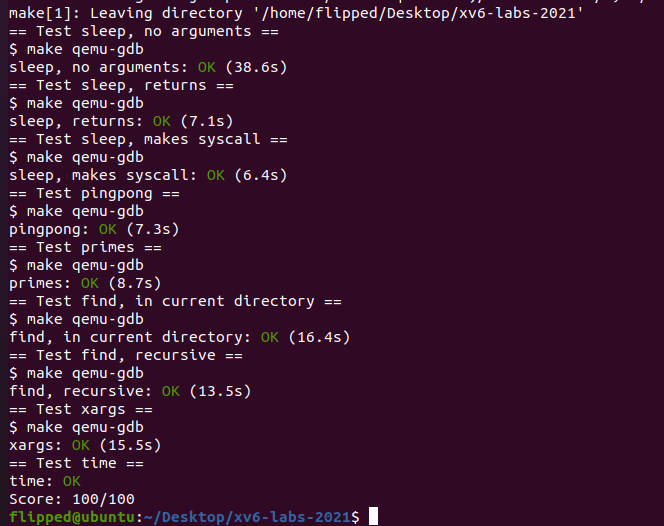 make[1]: Leaving directory '/home/flipped/Desktop/xv6-labs-2021'
== Test sleep, no arguments ==
$ make qemu-gdb
sleep, no arguments: OK (38.6s)
== Test sleep, returns ==
$ make qemu-gdb
sleep, returns: OK (7.1s)
== Test sleep, makes syscall ==
$ make qemu-gdb
sleep, makes syscall: OK (6.4s)
== Test pingpong ==
$ make qemu-gdb
pingpong: OK (7.3s)
== Test primes ==
$ make qemu-gdb
primes: OK (8.7s)
== Test find, in current directory ==
$ make qemu-gdb
find, in current directory: OK (16.4s)
== Test find, recursive ==
$ make qemu-gdb
find, recursive: OK (13.5s)
== Test xargs ==
$ make qemu-gdb
xargs: OK (15.5s)
== Test time ==
time: OK
Score: 100/100
flipped@ubuntu:~/Desktop/xv6-labs-2021$